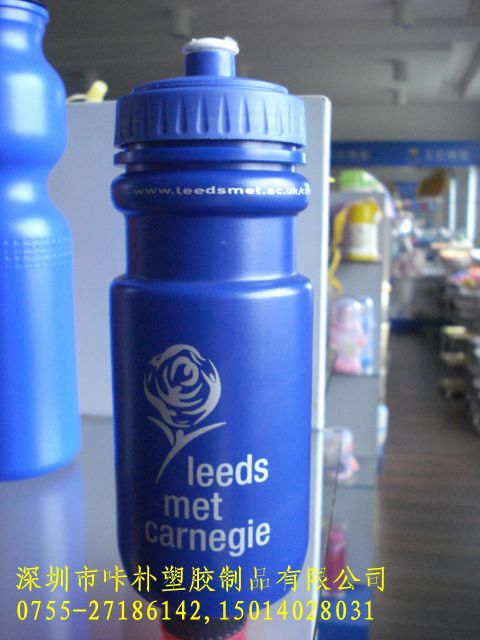 www.leedsmet.ac.uk/c
leeds
met
carnegie
深圳市咔朴塑胶制品有限公司
0755-27186142,15014028031